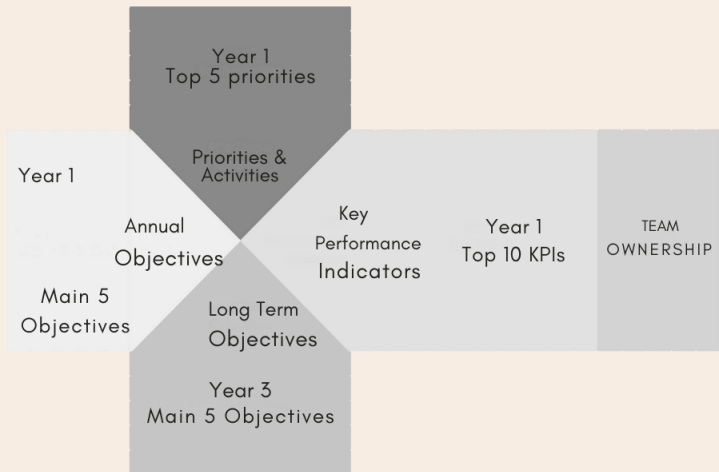 Year 1
Top 5 priorities
Priorities &
Activities
Year 1
Annual
Objectives
Main 5
Objectives
Key
Performance
Indicators
Year 1
Top 10 KPIs
TEAM
OWNERSHIP
Long Term
Objectives
Year 3
Main 5 Objectives